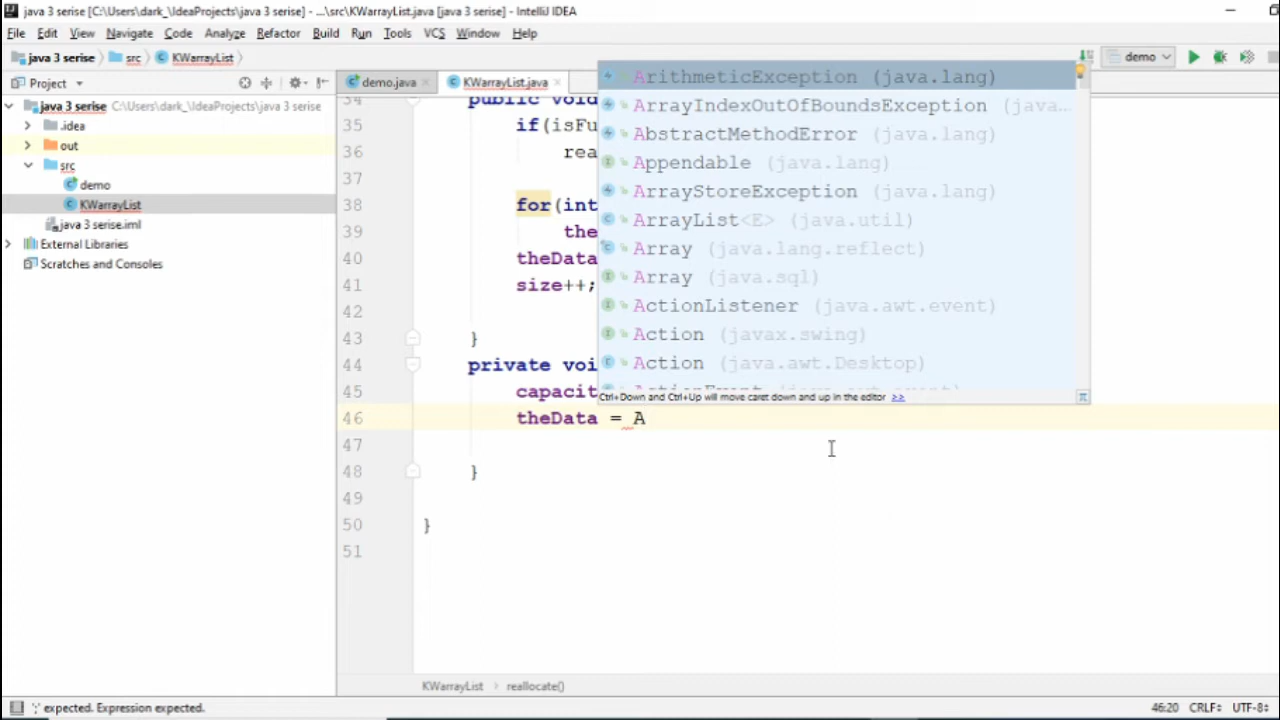 java 3 serise [C:\Users\dark_\IdeaProjects\java 3 serise] - ...\src\KWarrayList.java [java 3 serise] - IntelliJ IDEA
File Edit View Navigate Code Analyze Refactor Build Run Tools VCS Window Help
java 3 serise src KWarrayList demo
Project demo.java KWarrayList.java
java 3 serise C:\Users\dark_\IdeaProjects\java 3 serise
.idea
out
src
demo
KWarrayList
java 3 serise.iml
External Libraries
Scratches and Consoles
34 public void
35 if(isFu
36 rea
37
38 for(int
39 the
40 theData
41 size++;
42
43 }
44 private voi
45 capacit
46 theData = A
47
48 }
49
50 }
51
ArithmeticException (java.lang)
ArrayIndexOutOfBoundsException (java...
AbstractMethodError (java.lang)
Appendable (java.lang)
ArrayStoreException (java.lang)
ArrayList<E> (java.util)
Array (java.lang.reflect)
Array (java.sql)
ActionListener (java.awt.event)
Action (javax.swing)
Action (java.awt.Desktop)
ActionEvent (java.awt.event)
Ctrl+Down and Ctrl+Up will move caret down and up in the editor >>
KWarrayList reallocate()
';' expected. Expression expected. 46:20 CRLF UTF-8